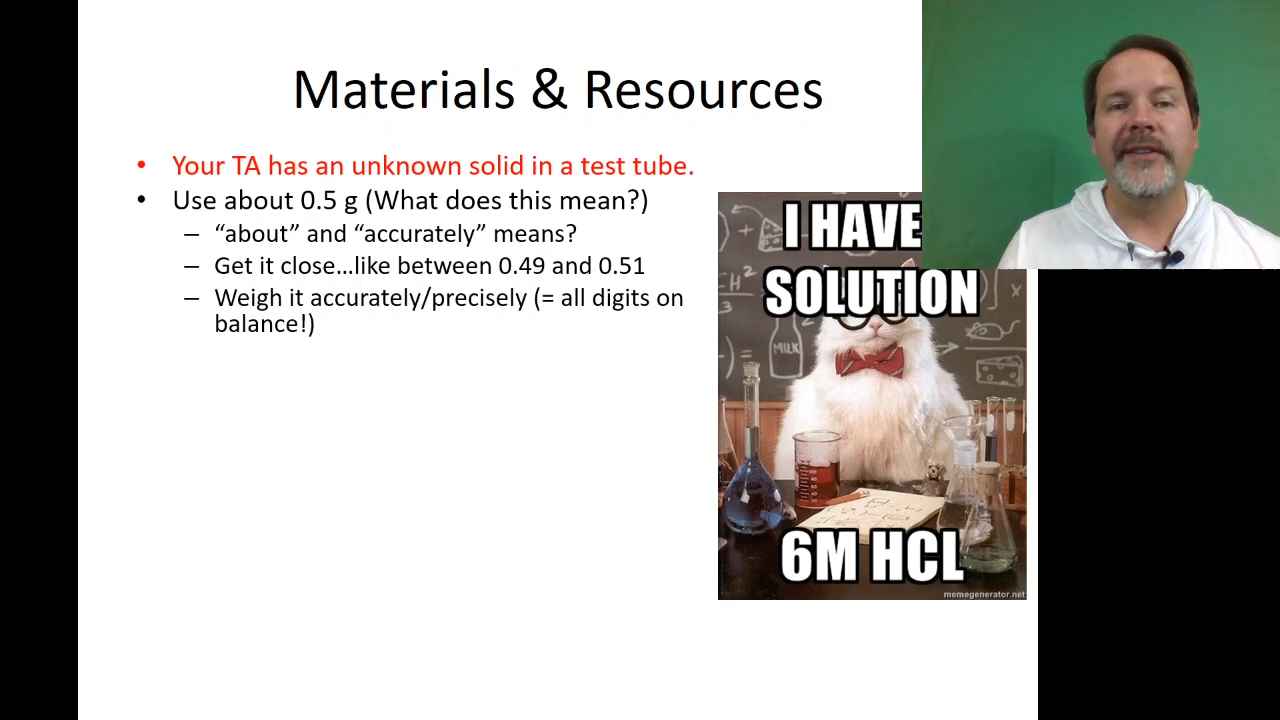 Materials & Resources
• Your TA has an unknown solid in a test tube.
• Use about 0.5 g (What does this mean?)
– “about” and “accurately” means?
– Get it close…like between 0.49 and 0.51
– Weigh it accurately/precisely (= all digits on
balance!)
I HAVE
SOLUTION
MILK
6M HCL
memegenerator.net